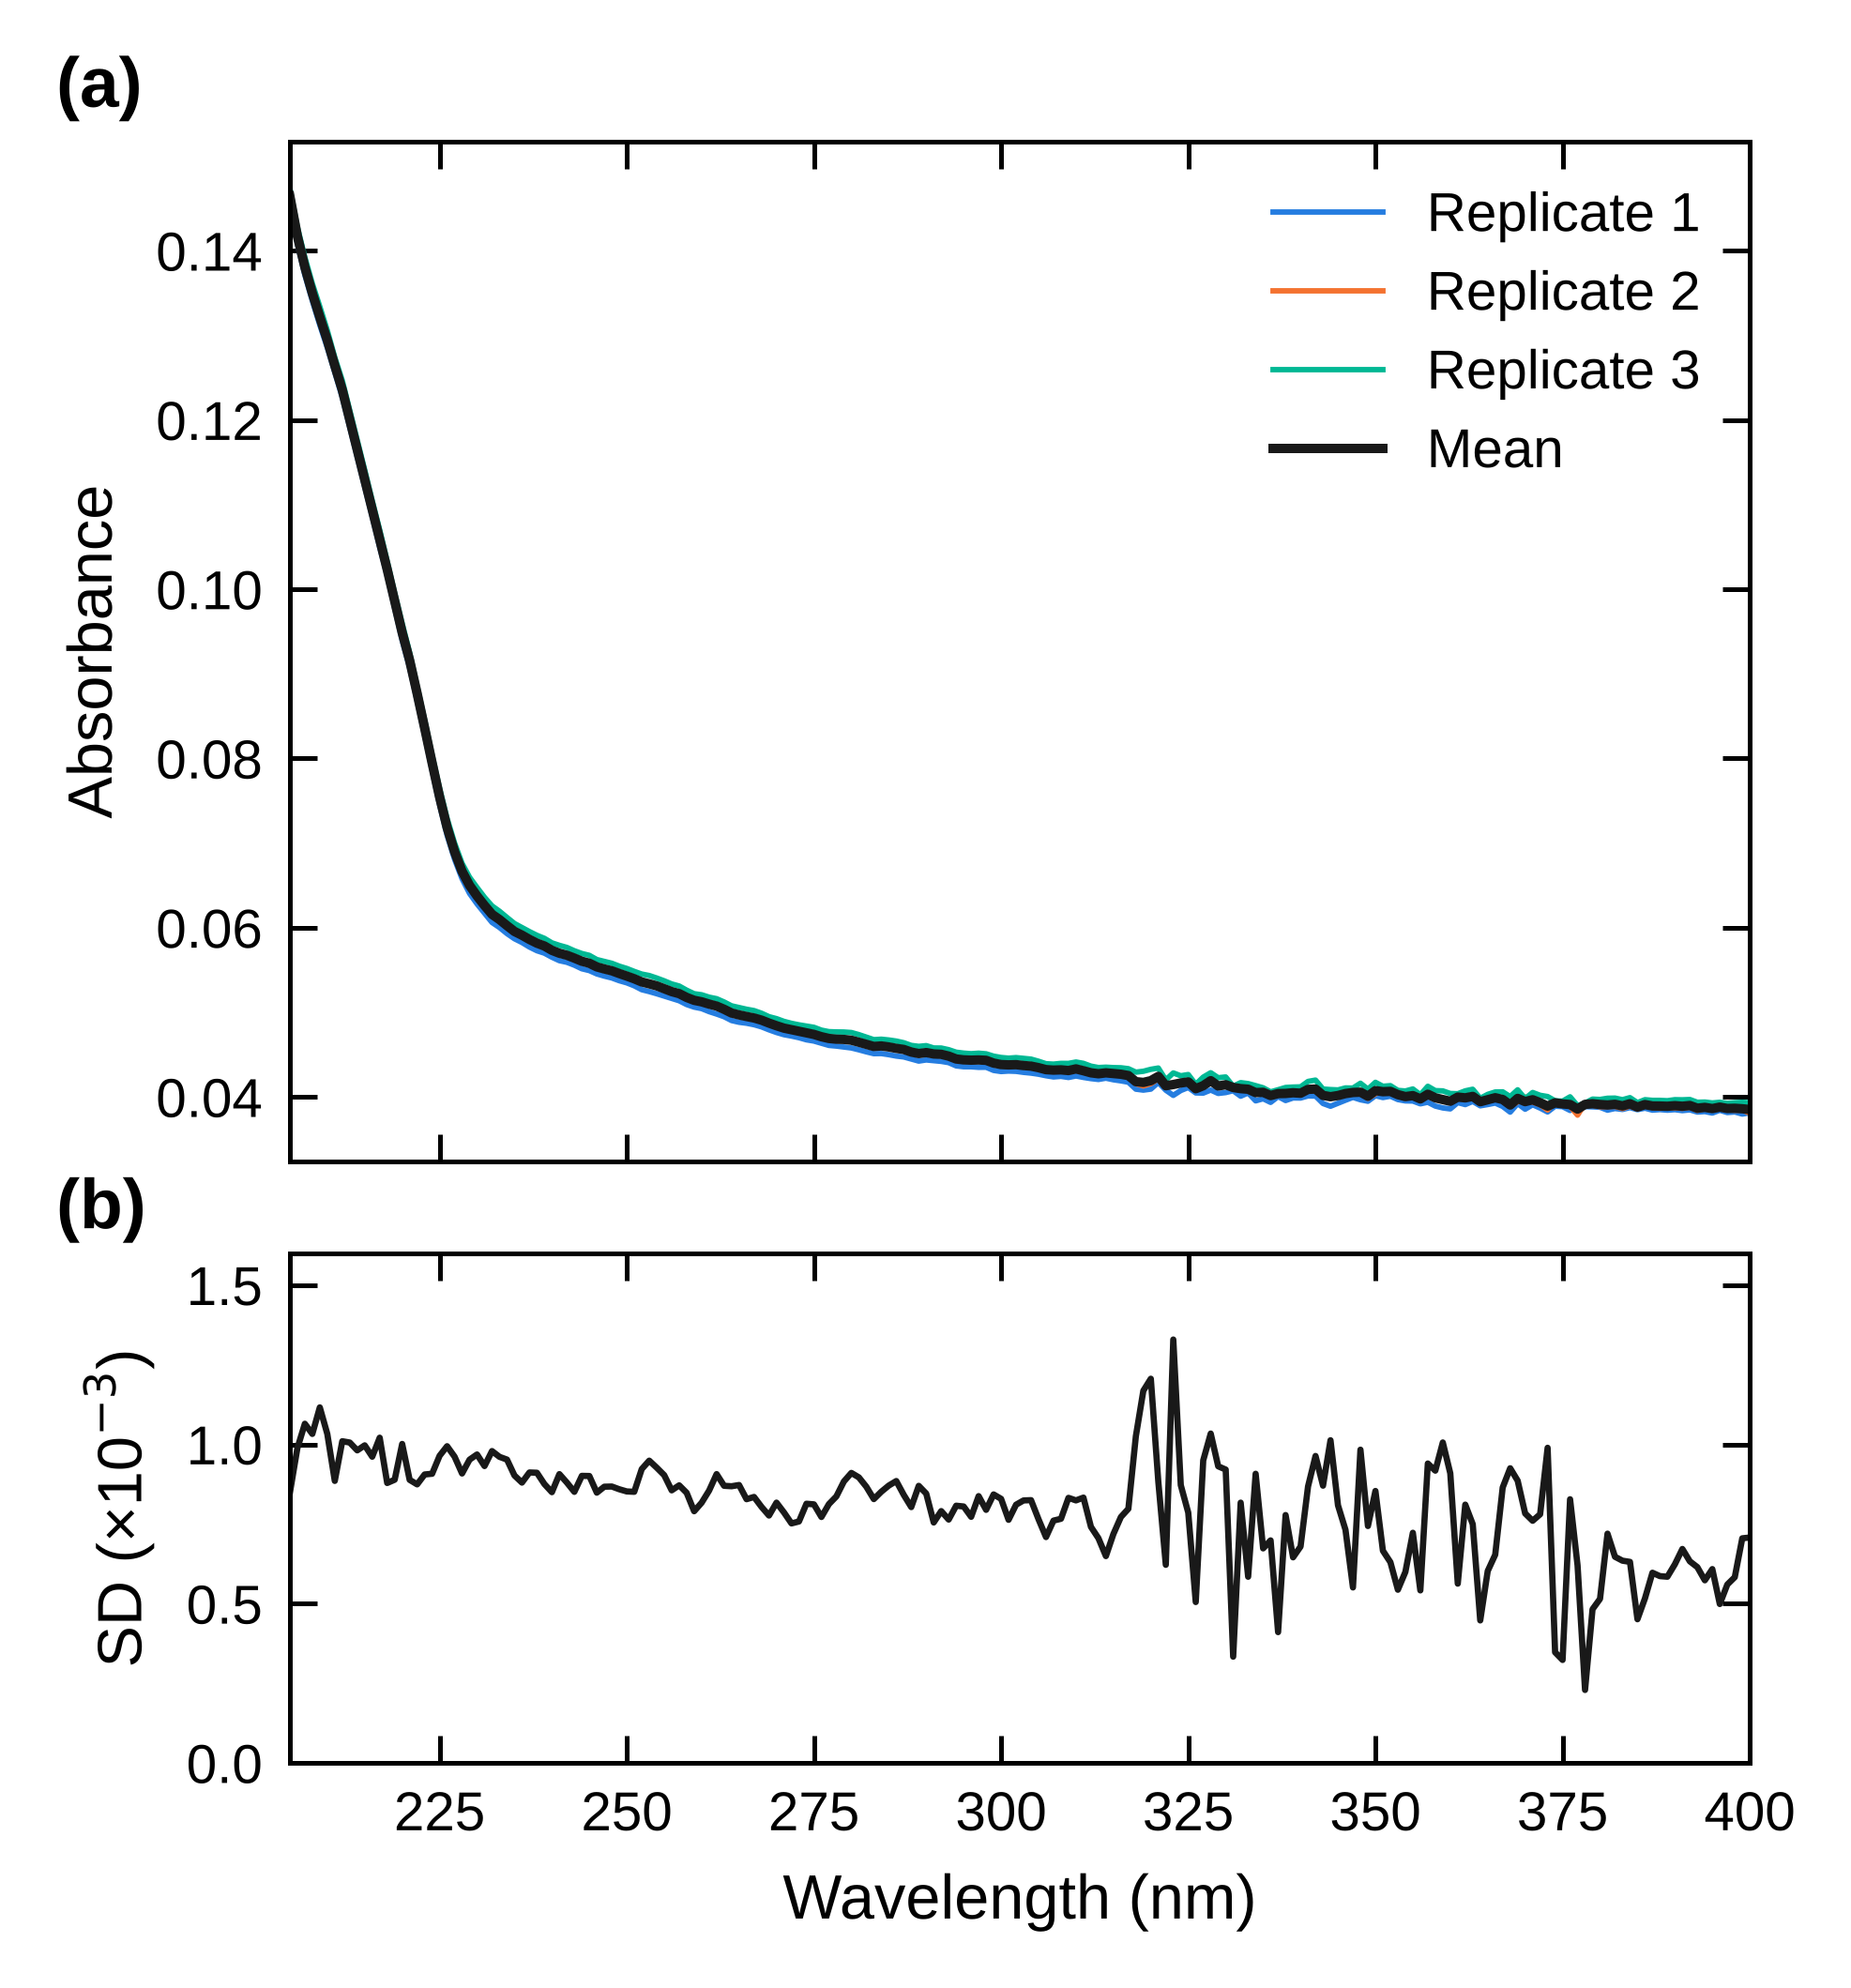 (a)
0.14
0.12
0.10
0.08
0.06
0.04
Absorbance
Replicate 1
Replicate 2
Replicate 3
Mean
(b)
1.5
1.0
0.5
0.0
SD (×10⁻³)
225 250 275 300 325 350 375 400
Wavelength (nm)